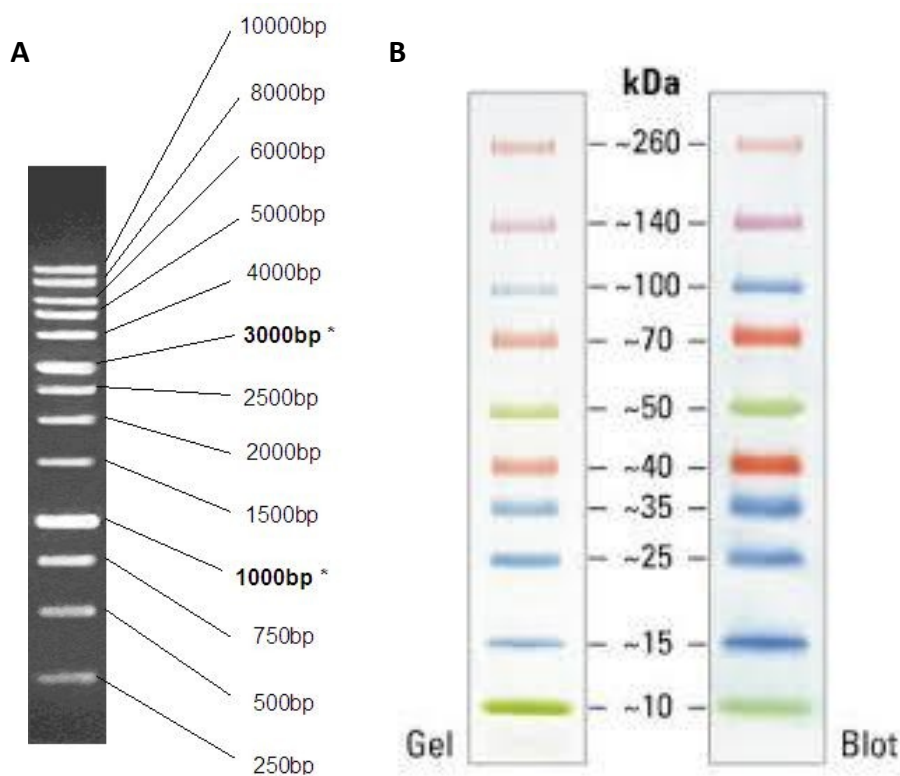 A
10000bp
8000bp
6000bp
5000bp
4000bp
3000bp *
2500bp
2000bp
1500bp
1000bp *
750bp
500bp
250bp
B
kDa
~260
~140
~100
~70
~50
~40
~35
~25
~15
~10
Gel
Blot